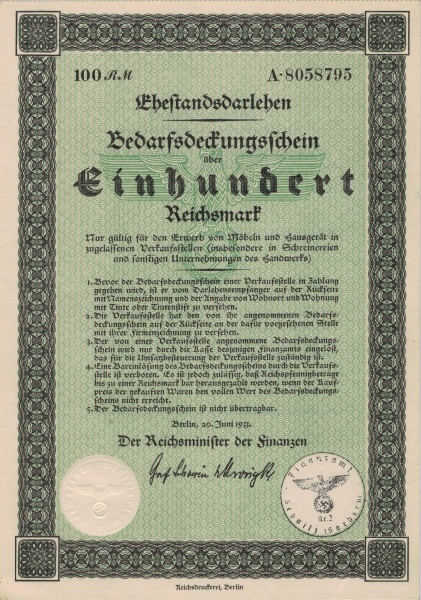 100 RM A·8058795
Ehestandsdarlehen
Bedarfsdeckungsschein
über
Einhundert
Reichsmark
Nur gültig für den Erwerb von Möbeln und Hausgerät in
zugelassenen Verkaufsstellen (insbesondere in Schreinereien
und sonstigen Unternehmungen des Handwerks)
1. Bevor der Bedarfsdeckungsschein einer Verkaufsstelle in Zahlung
gegeben wird, ist er vom Darlehensempfänger auf der Rückseite
mit Namenszeichnung und der Angabe von Wohnort und Wohnung
mit Tinte oder Tintenstift zu versehen.
2. Die Verkaufsstelle hat den von ihr angenommenen Bedarfs-
deckungsschein auf der Rückseite an der dafür vorgesehenen Stelle
mit ihrer Firmenzeichnung zu versehen.
3. Der von einer Verkaufsstelle angenommene Bedarfsdeckungs-
schein wird nur durch die Kasse desjenigen Finanzamts eingelöst,
das für die Umsatzbesteuerung der Verkaufsstelle zuständig ist.
4. Eine Bareinlösung des Bedarfsdeckungsscheins durch die Verkaufs-
stelle ist verboten. Es ist jedoch zulässig, daß Reichspfennigbeträge
bis zu einer Reichsmark bar herausgezahlt werden, wenn der Kauf-
preis der gekauften Waren den vollen Wert des Bedarfsdeckungs-
scheins nicht erreicht.
5. Der Bedarfsdeckungsschein ist nicht übertragbar.
Berlin, 20. Juni 1933.
Der Reichsminister der Finanzen
Graf Schwerin v Krosigk
Finanzamt
Sebnitz
Nr. 2
Reichsdruckerei, Berlin